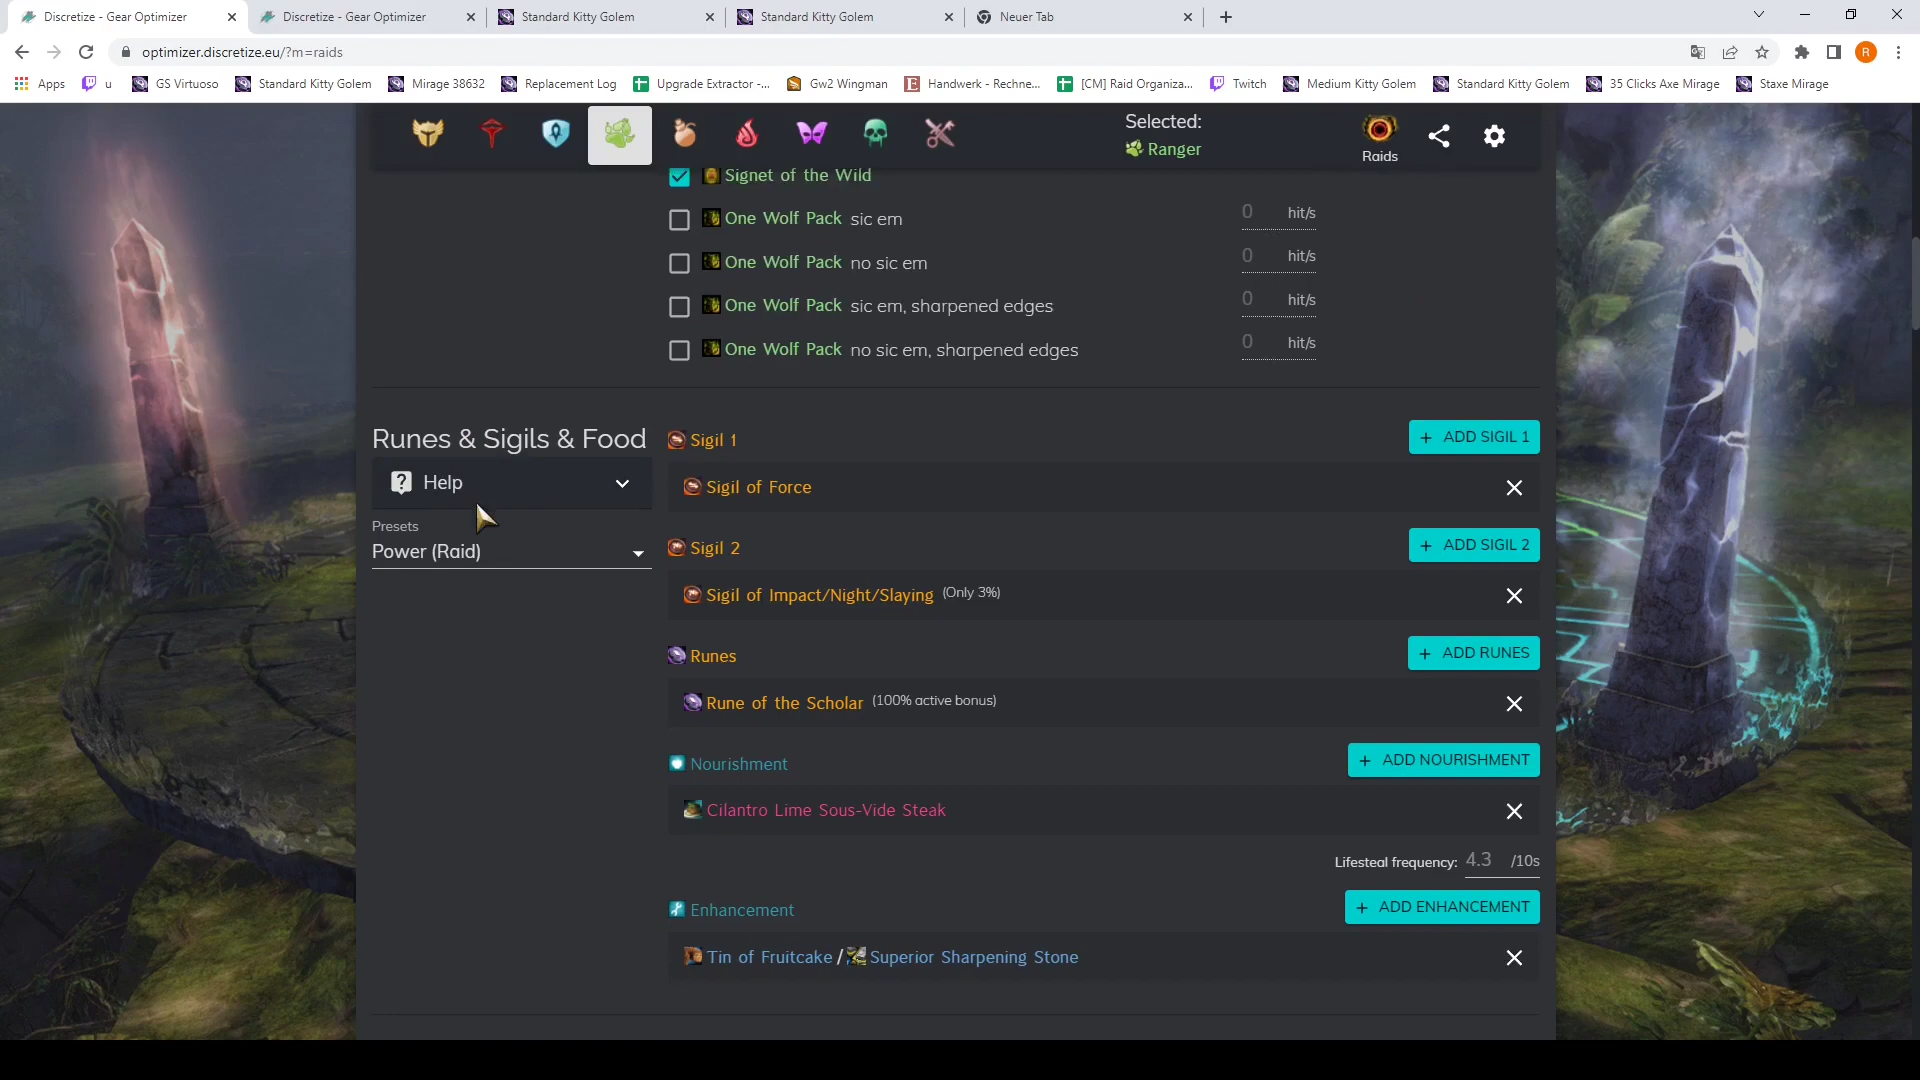 Discretize - Gear Optimizer
Discretize - Gear Optimizer
Standard Kitty Golem
Standard Kitty Golem
Neuer Tab
optimizer.discretize.eu/?m=raids
R
Apps
u
GS Virtuoso
Standard Kitty Golem
Mirage 38632
Replacement Log
Upgrade Extractor -...
Gw2 Wingman
Handwerk - Rechne...
[CM] Raid Organiza...
Twitch
Medium Kitty Golem
Standard Kitty Golem
35 Clicks Axe Mirage
Staxe Mirage
Selected:
Ranger
Raids
Signet of the Wild
One Wolf Pack sic em 0 hit/s
One Wolf Pack no sic em 0 hit/s
One Wolf Pack sic em, sharpened edges 0 hit/s
One Wolf Pack no sic em, sharpened edges 0 hit/s
Runes & Sigils & Food
Help
Presets
Power (Raid)
Sigil 1
+ ADD SIGIL 1
Sigil of Force
Sigil 2
+ ADD SIGIL 2
Sigil of Impact/Night/Slaying (Only 3%)
Runes
+ ADD RUNES
Rune of the Scholar (100% active bonus)
Nourishment
+ ADD NOURISHMENT
Cilantro Lime Sous-Vide Steak
Lifesteal frequency: 4.3 /10s
Enhancement
+ ADD ENHANCEMENT
Tin of Fruitcake / Superior Sharpening Stone